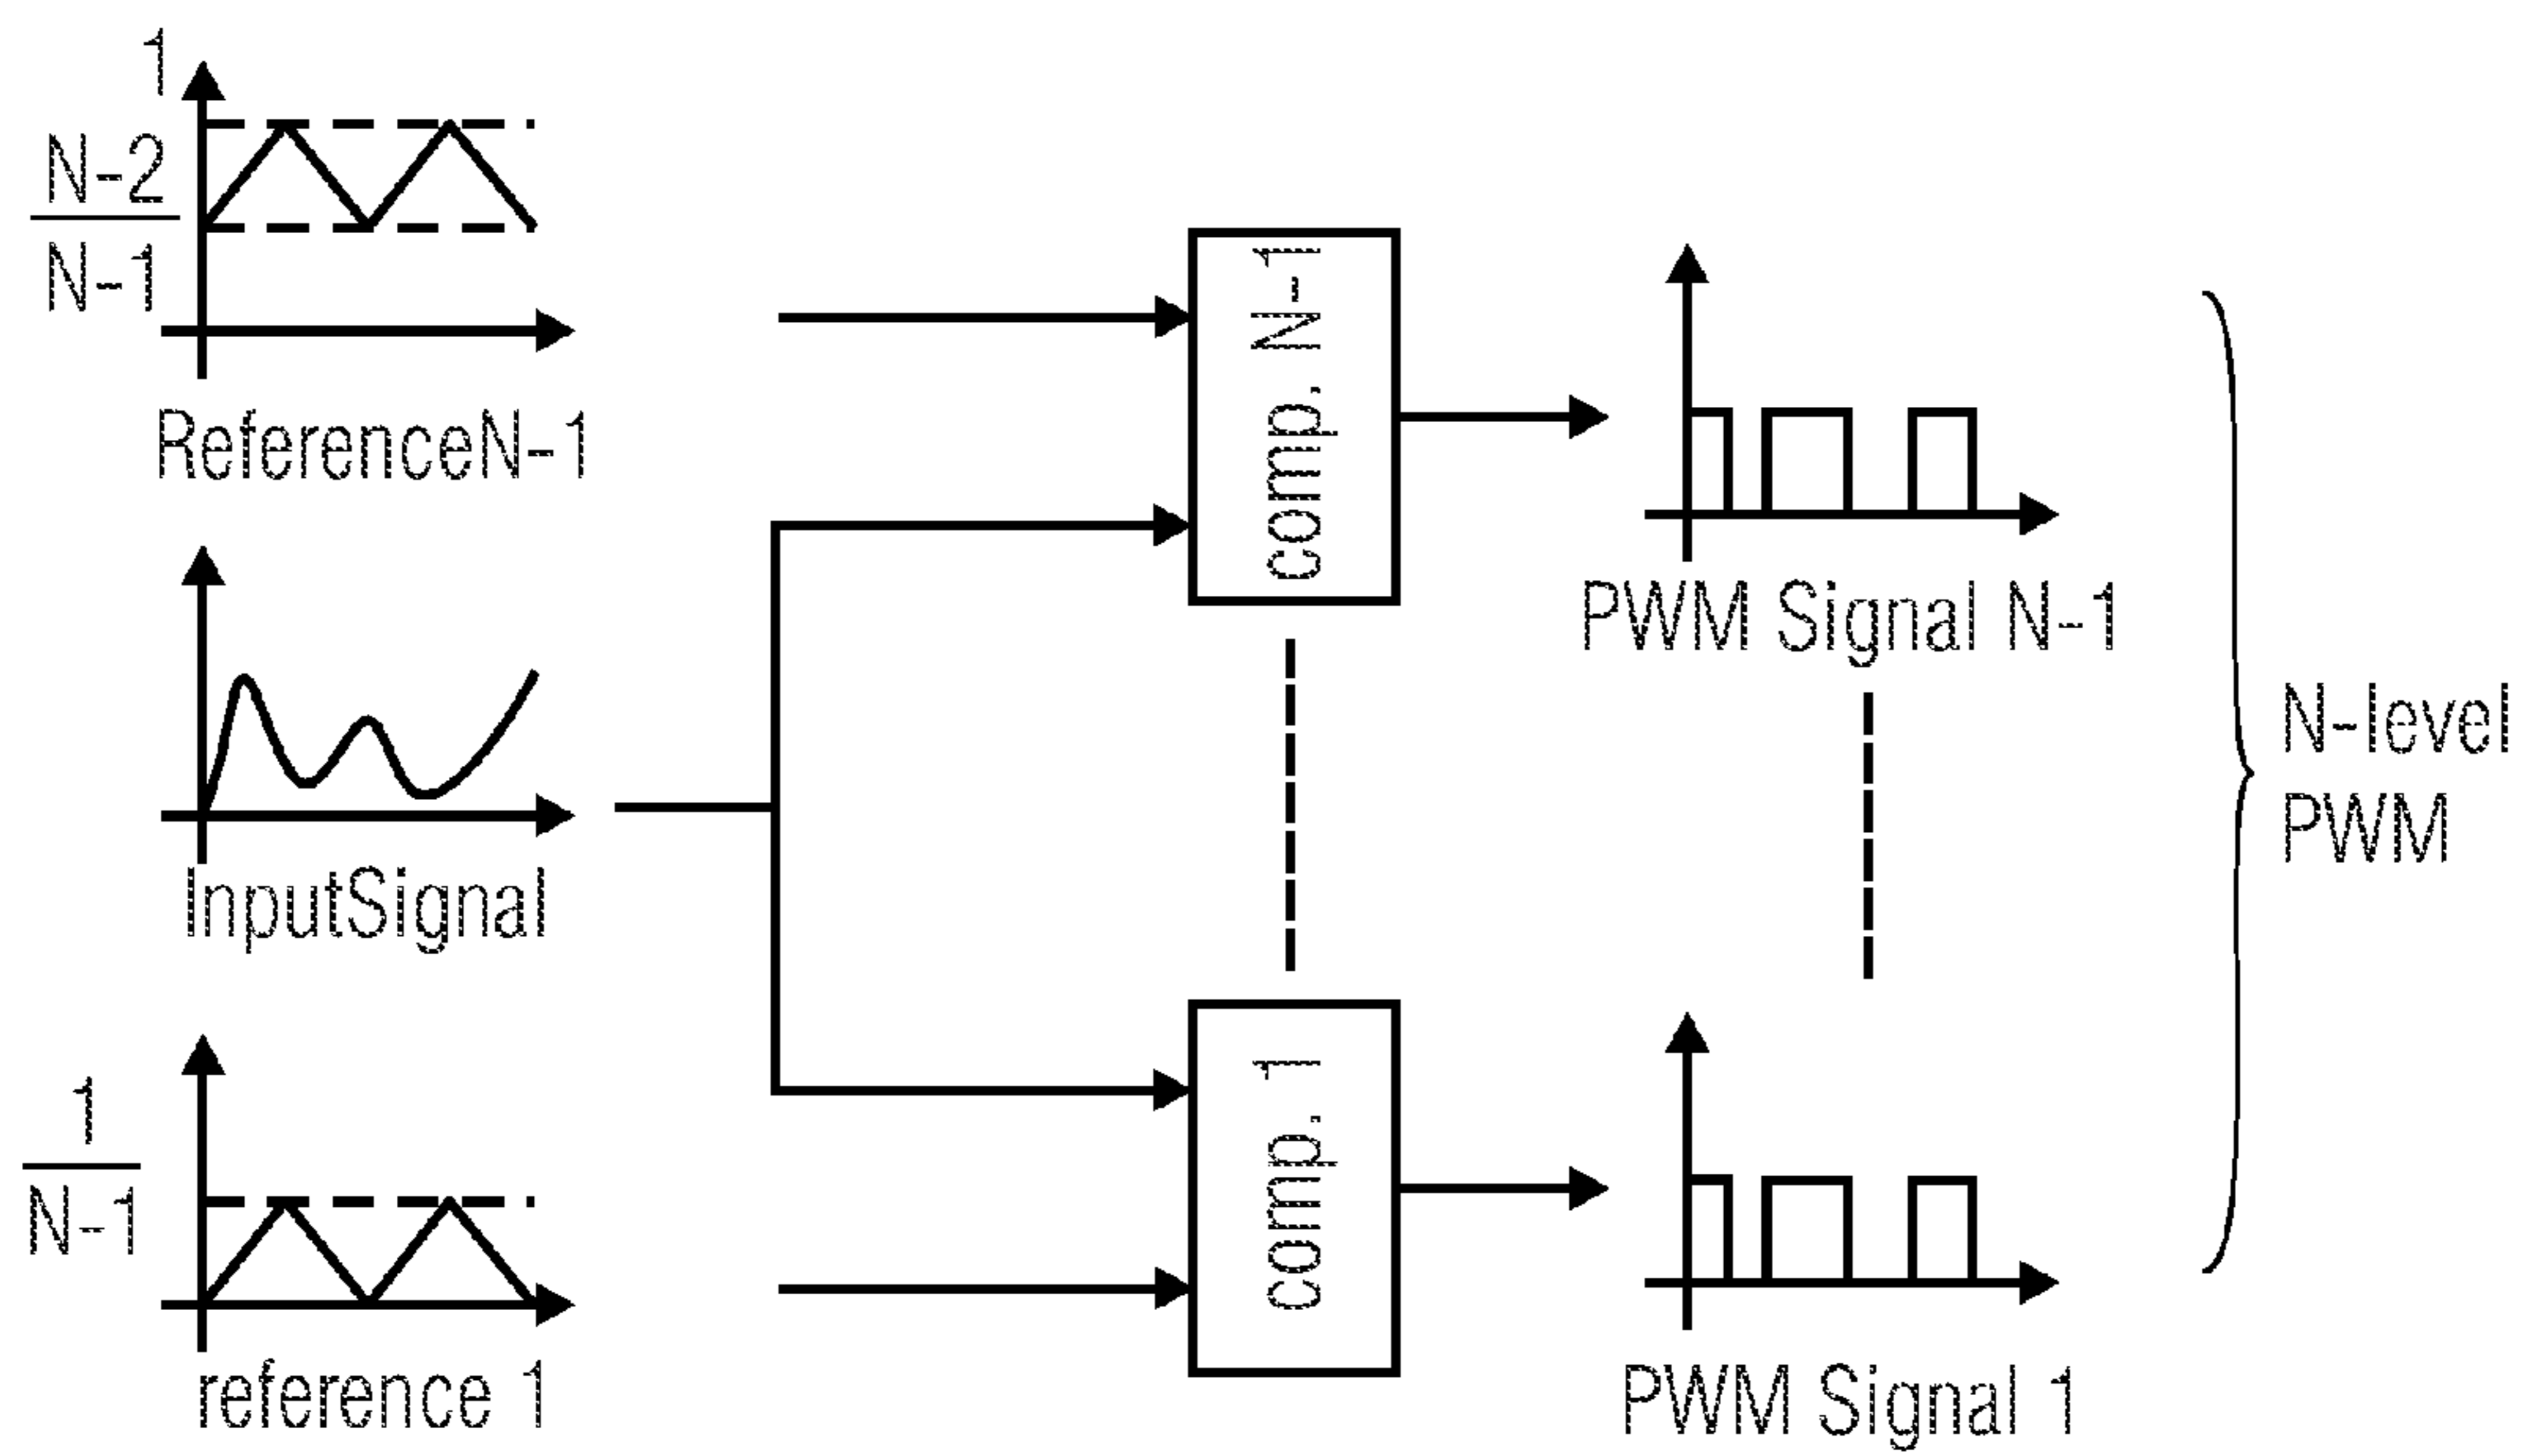 1
N-2
N-1
ReferenceN-1
InputSignal
1
N-1
reference 1
comp. N-1
comp. 1
PWM Signal N-1
PWM Signal 1
N-level
PWM